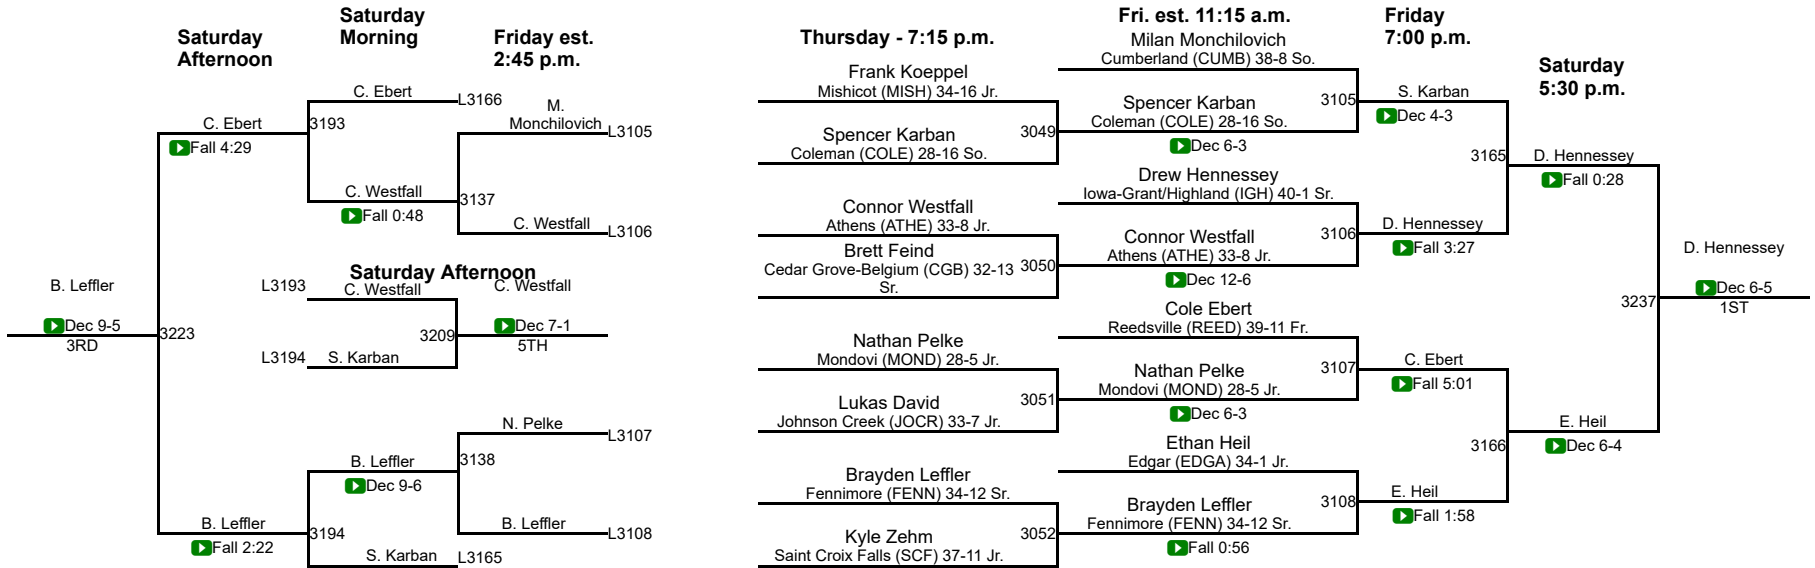 Saturday
Afternoon
Saturday
Morning
Friday est.
2:45 p.m.
C. Ebert
L3166
M.
Monchilovich
L3105
C. Ebert
3193
Fall 4:29
C. Westfall
3137
Fall 0:48
C. Westfall
L3106
Saturday Afternoon
B. Leffler
L3193
C. Westfall
C. Westfall
Dec 9-5
3RD
3223
3209
Dec 7-1
5TH
L3194
S. Karban
N. Pelke
L3107
B. Leffler
3138
Dec 9-6
B. Leffler
3194
Fall 2:22
B. Leffler
L3108
S. Karban
L3165
Thursday - 7:15 p.m.
Fri. est. 11:15 a.m.
Friday
7:00 p.m.
Saturday
5:30 p.m.
Frank Koeppel
Mishicot (MISH) 34-16 Jr.
3049
Spencer Karban
Coleman (COLE) 28-16 So.
Connor Westfall
Athens (ATHE) 33-8 Jr.
Brett Feind
Cedar Grove-Belgium (CGB) 32-13
Sr.
3050
Nathan Pelke
Mondovi (MOND) 28-5 Jr.
3051
Lukas David
Johnson Creek (JOCR) 33-7 Jr.
Brayden Leffler
Fennimore (FENN) 34-12 Sr.
3052
Kyle Zehm
Saint Croix Falls (SCF) 37-11 Jr.
Milan Monchilovich
Cumberland (CUMB) 38-8 So.
3105
Spencer Karban
Coleman (COLE) 28-16 So.
Dec 6-3
Drew Hennessey
Iowa-Grant/Highland (IGH) 40-1 Sr.
3106
Connor Westfall
Athens (ATHE) 33-8 Jr.
Dec 12-6
Cole Ebert
Reedsville (REED) 39-11 Fr.
3107
Nathan Pelke
Mondovi (MOND) 28-5 Jr.
Dec 6-3
Ethan Heil
Edgar (EDGA) 34-1 Jr.
3108
Brayden Leffler
Fennimore (FENN) 34-12 Sr.
Fall 0:56
S. Karban
Dec 4-3
3165
D. Hennessey
Fall 3:27
C. Ebert
Fall 5:01
3166
E. Heil
Fall 1:58
D. Hennessey
Fall 0:28
3237
E. Heil
Dec 6-4
D. Hennessey
Dec 6-5
1ST